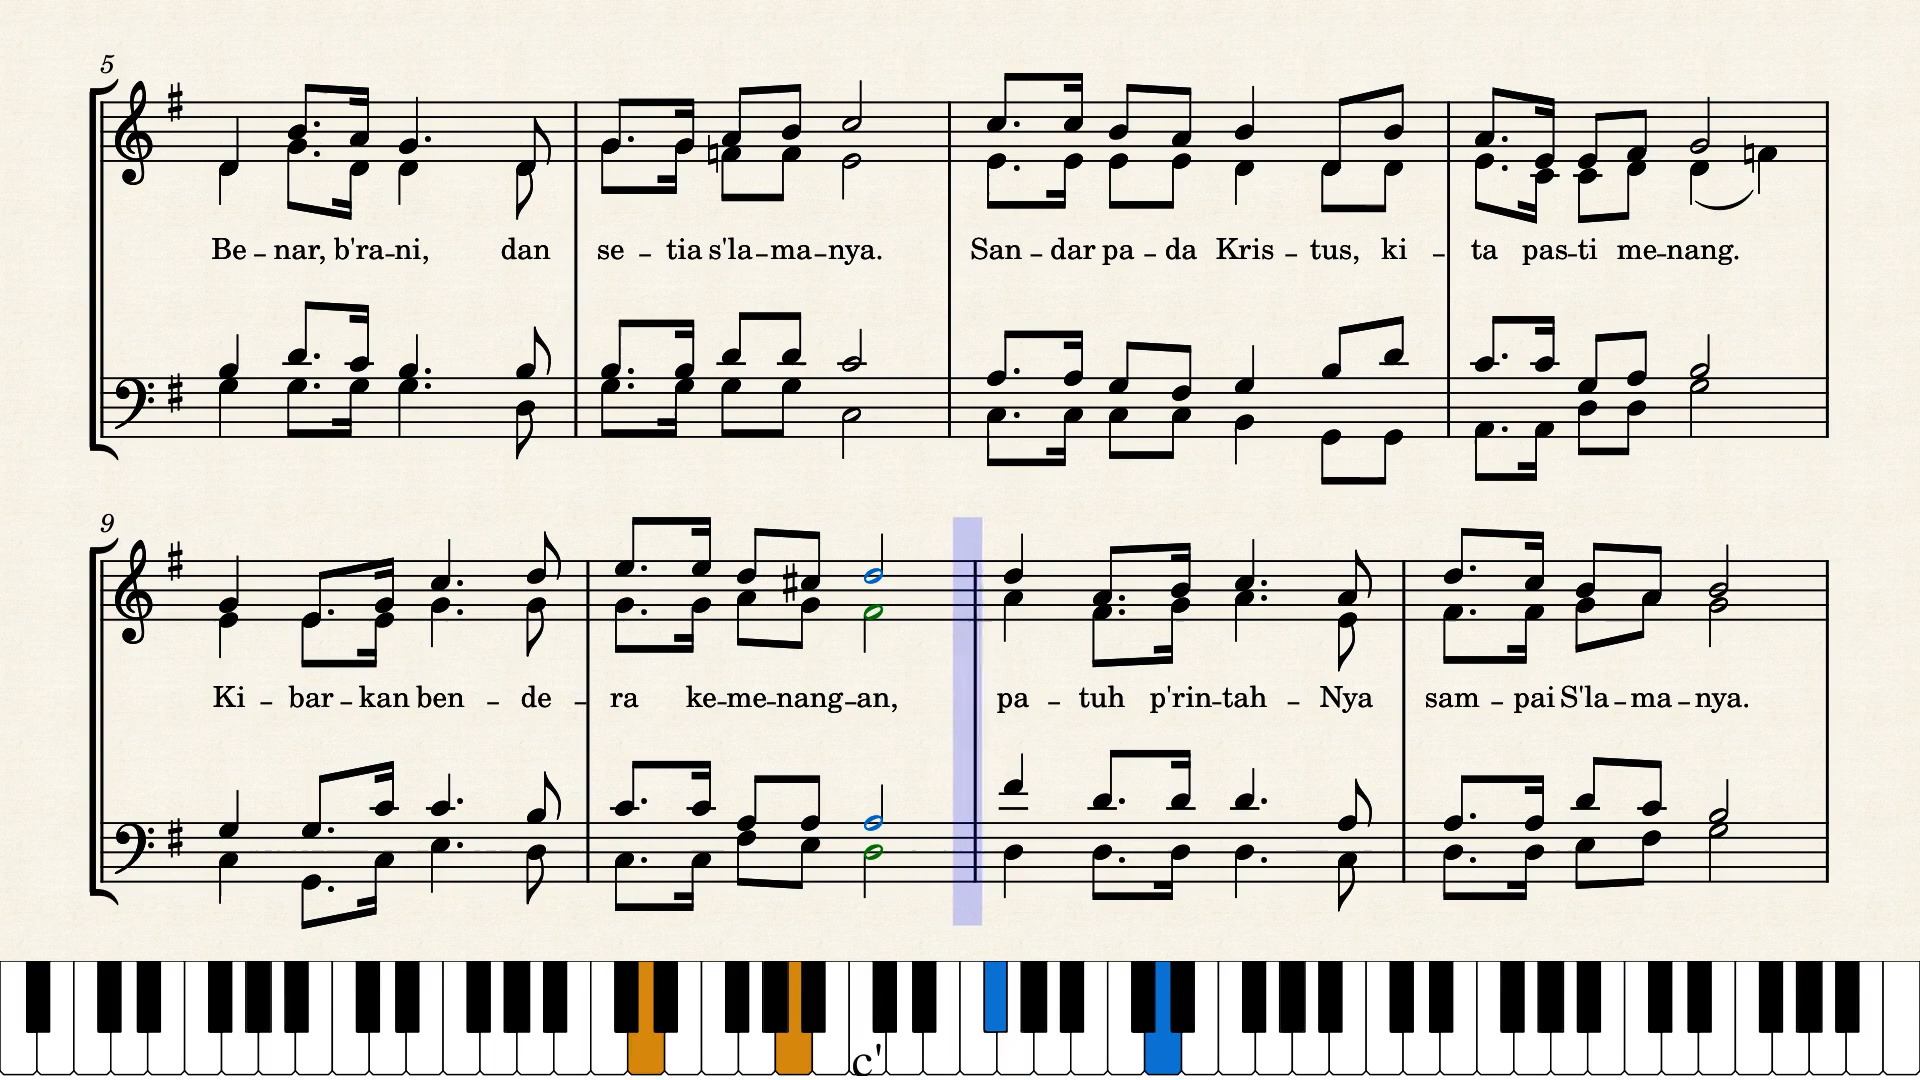 5
Be – nar, b'ra–ni, dan se – tia s'la–ma–nya. San – dar pa – da Kris – tus, ki – ta pas–ti me–nang.
9
Ki – bar – kan ben – de – ra ke–me–nang–an, pa – tuh p'rin–tah – Nya sam – pai S'la–ma–nya.
c'